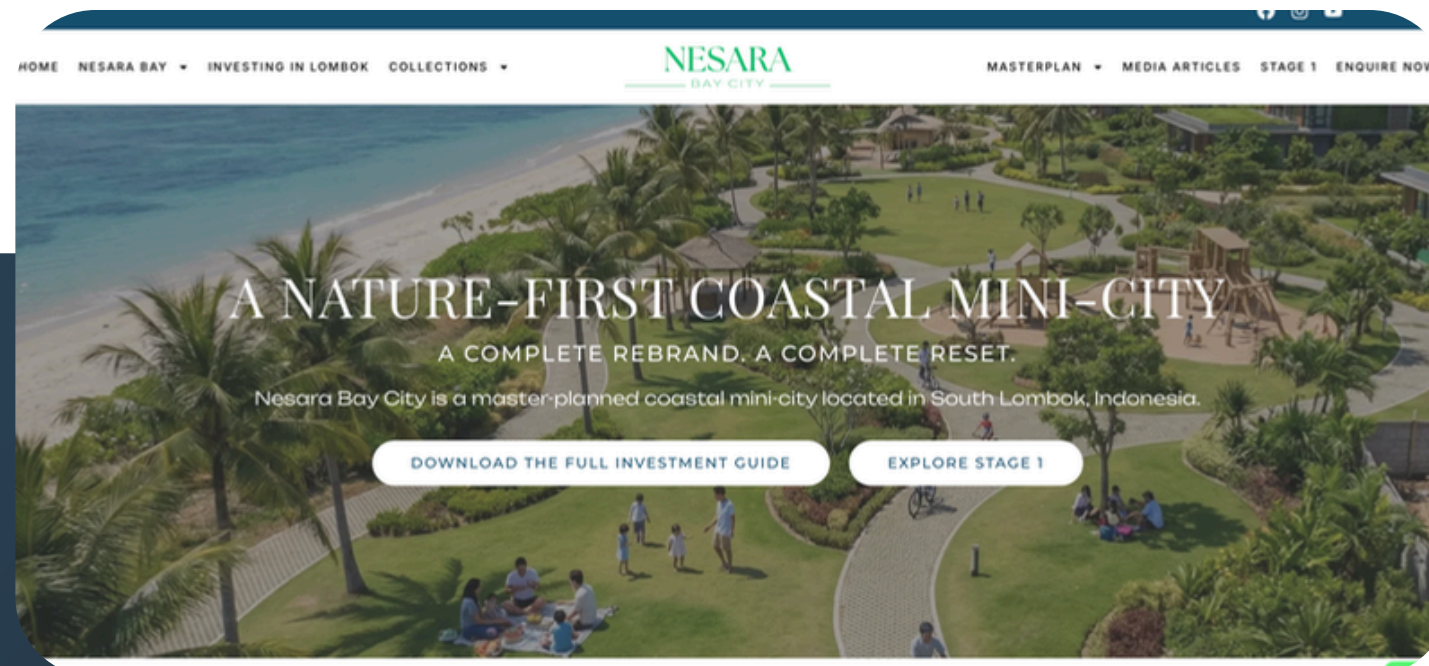 HOME NESARA BAY INVESTING IN LOMBOK COLLECTIONS
NESARA
BAY CITY
MASTERPLAN MEDIA ARTICLES STAGE 1 ENQUIRE NOW
A NATURE-FIRST COASTAL MINI-CITY
A COMPLETE REBRAND. A COMPLETE RESET.
Nesara Bay City is a master-planned coastal mini-city located in South Lombok, Indonesia.
DOWNLOAD THE FULL INVESTMENT GUIDE
EXPLORE STAGE 1